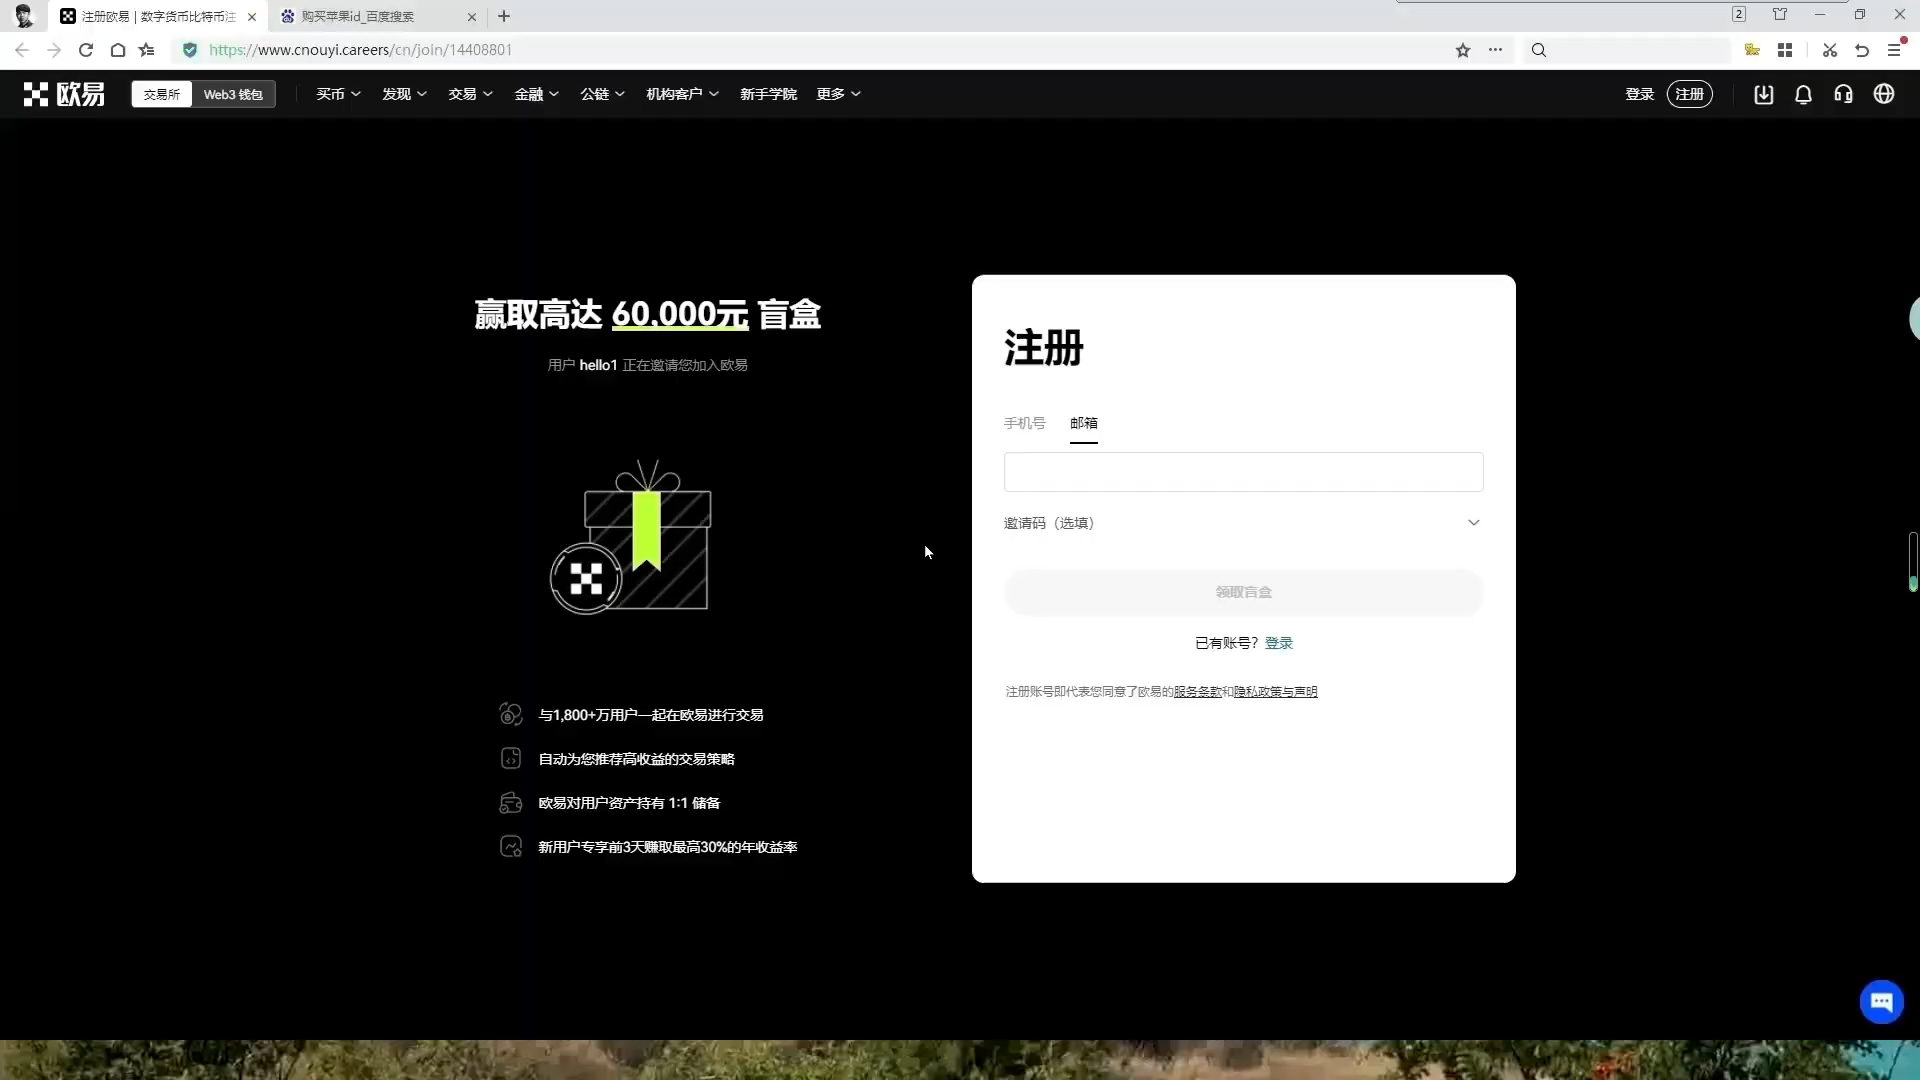 注册欧易 | 数字货币比特币注
购买苹果id_百度搜索
2
https://www.cnouyi.careers/cn/join/14408801
欧易
交易所
Web3 钱包
买币
发现
交易
金融
公链
机构客户
新手学院
更多
登录
注册
赢取高达 60,000元 盲盒
用户 hello1 正在邀请您加入欧易
与1,800+万用户一起在欧易进行交易
自动为您推荐高收益的交易策略
欧易对用户资产持有 1:1 储备
新用户专享前3天赚取最高30%的年收益率
注册
手机号
邮箱
邀请码（选填）
领取盲盒
已有账号？登录
注册账号即代表您同意了欧易的服务条款和隐私政策与声明